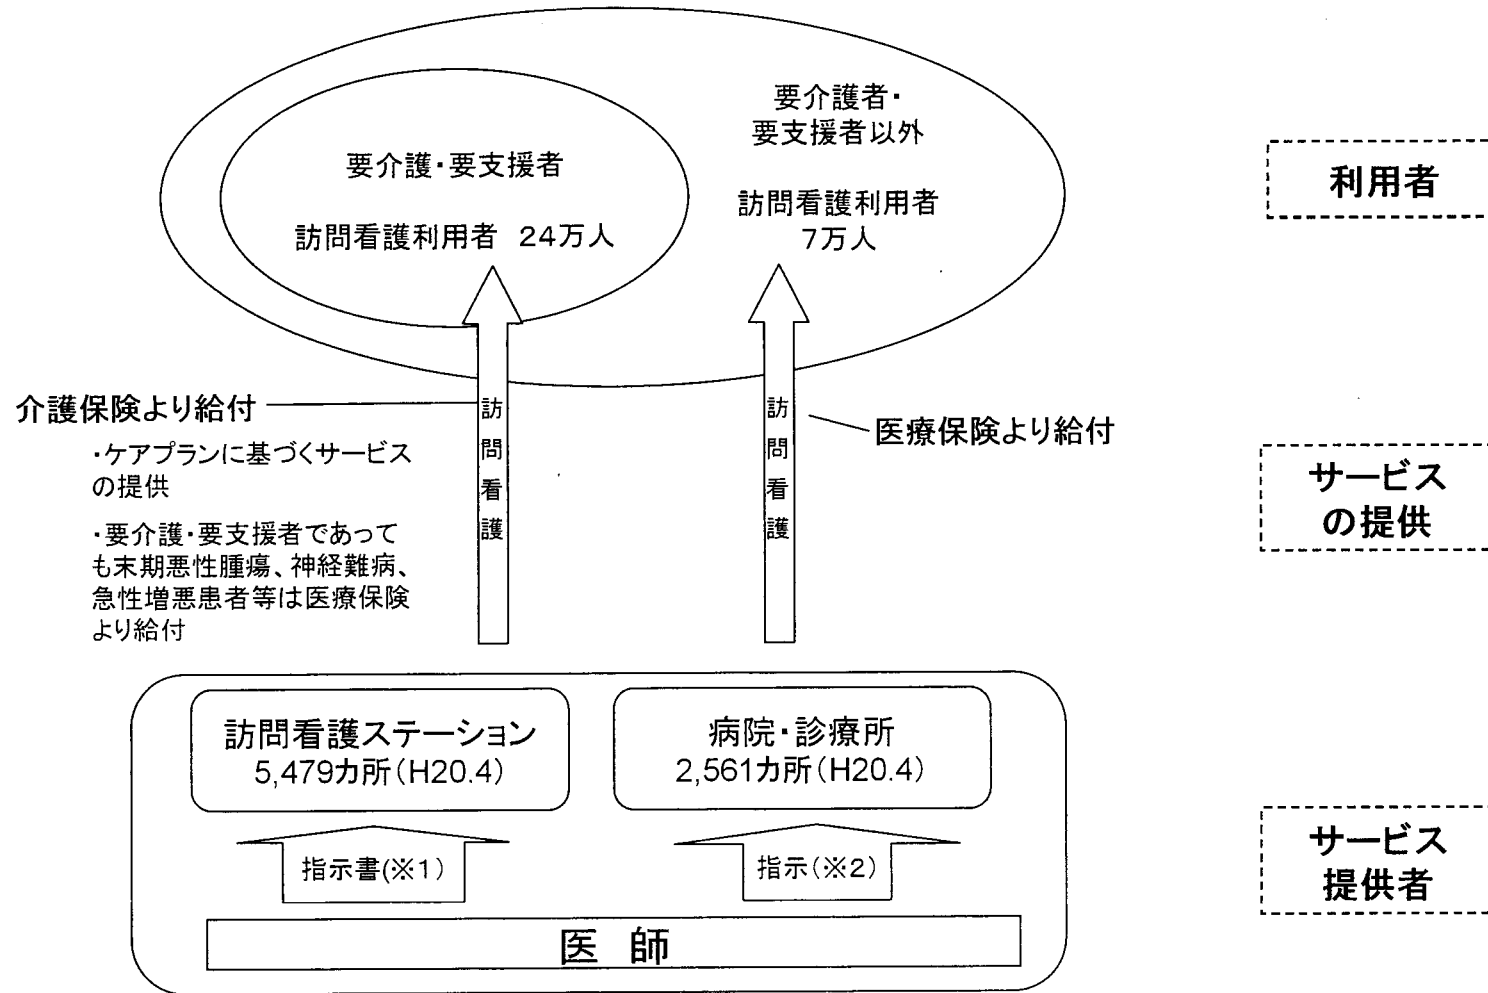 要介護者・
要支援者以外
訪問看護利用者
7万人
要介護・要支援者
訪問看護利用者 24万人
利用者
介護保険より給付
・ケアプランに基づくサービス
の提供
・要介護・要支援者であって
も末期悪性腫瘍、神経難病、
急性増悪患者等は医療保険
より給付
訪問看護
訪問看護
医療保険より給付
サービス
の提供
訪問看護ステーション
5,479カ所(H20.4)
病院・診療所
2,561カ所(H20.4)
指示書(※1)
指示(※2)
医 師
サービス
提供者